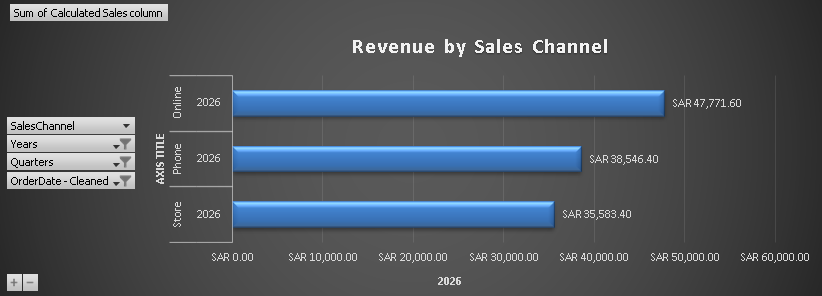 Sum of Calculated Sales column
Revenue by Sales Channel
SalesChannel
Years
Quarters
OrderDate - Cleaned
AXIS TITLE
Online
2026
SAR 47,771.60
Phone
2026
SAR 38,546.40
Store
2026
SAR 35,583.40
SAR 0.00 SAR 10,000.00 SAR 20,000.00 SAR 30,000.00 SAR 40,000.00 SAR 50,000.00 SAR 60,000.00
2026
+ −